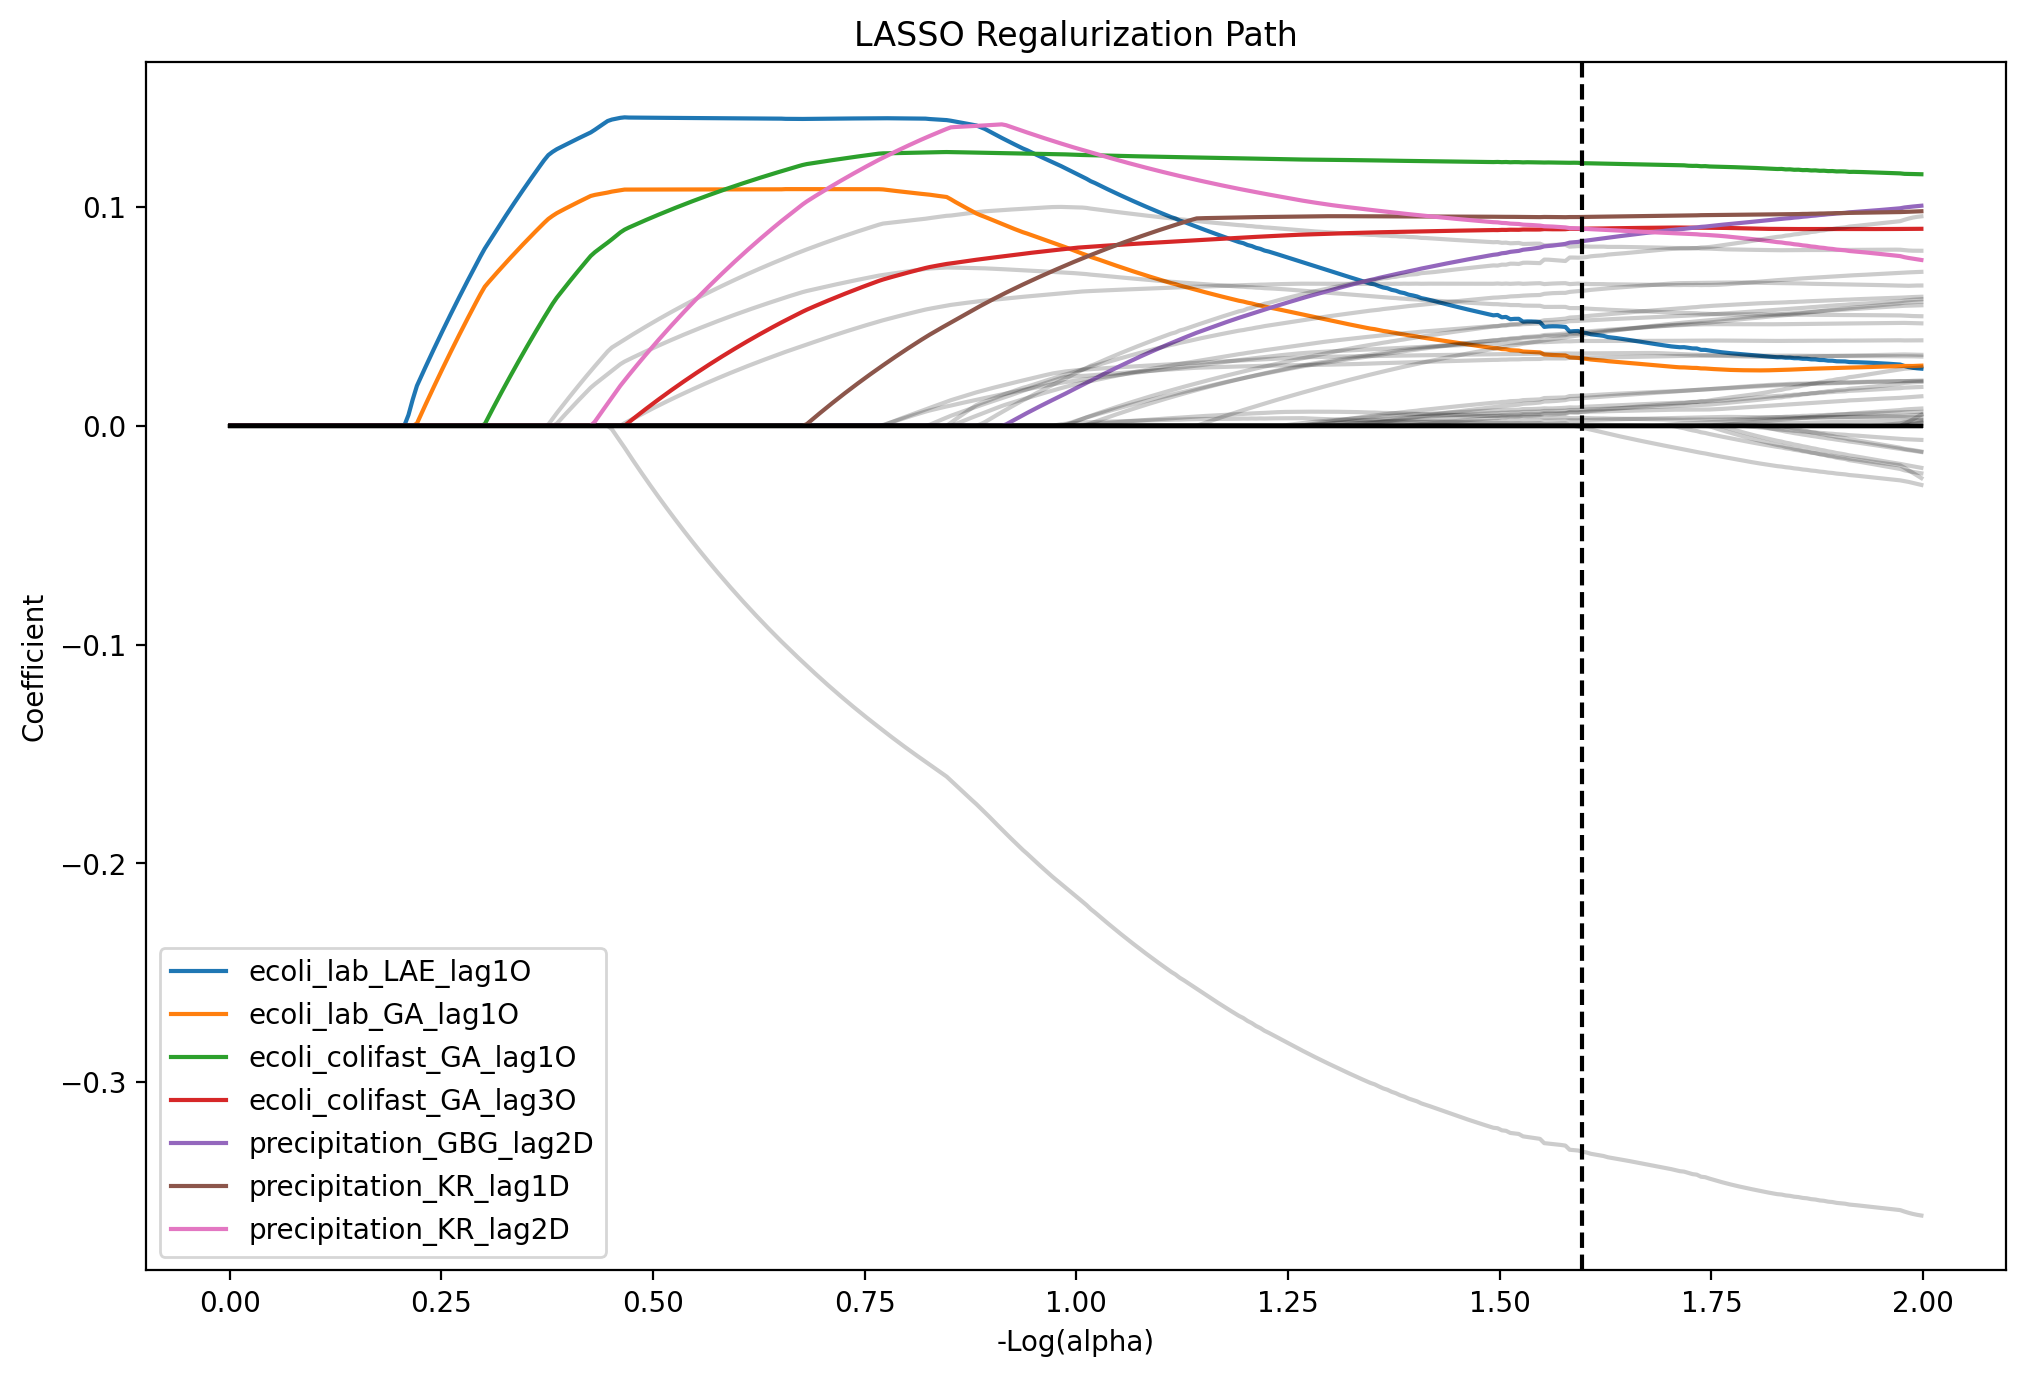 LASSO Regalurization Path
Coefficient
0.1
0.0
−0.1
−0.2
−0.3
ecoli_lab_LAE_lag1O
ecoli_lab_GA_lag1O
ecoli_colifast_GA_lag1O
ecoli_colifast_GA_lag3O
precipitation_GBG_lag2D
precipitation_KR_lag1D
precipitation_KR_lag2D
0.00 0.25 0.50 0.75 1.00 1.25 1.50 1.75 2.00
-Log(alpha)